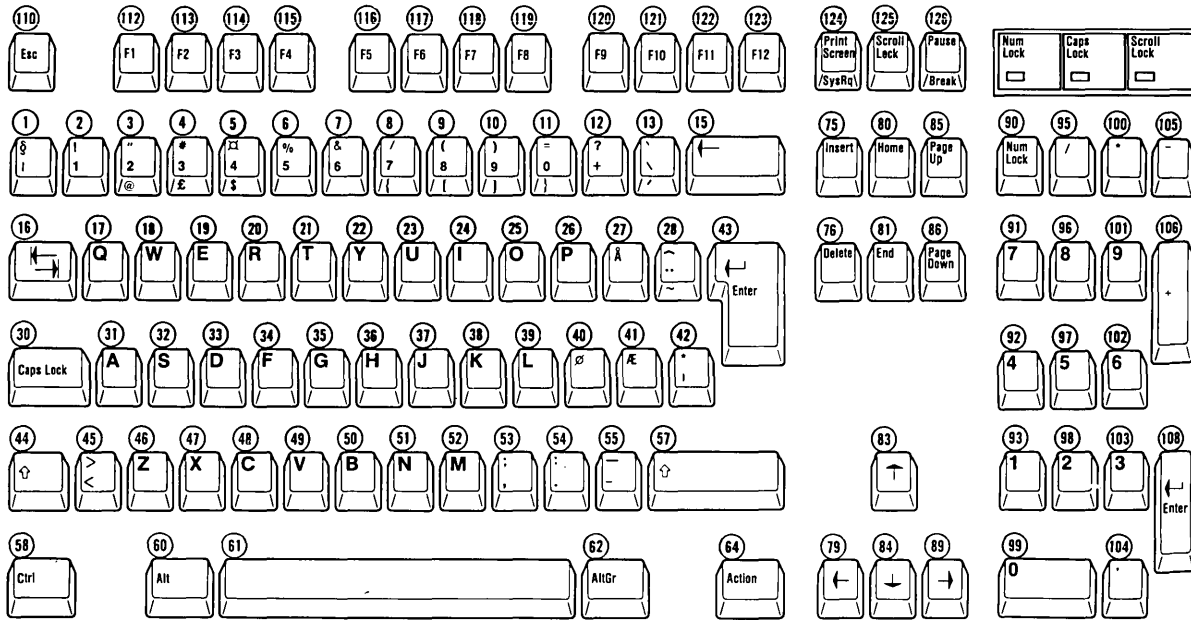 110 112 113 114 115 116 117 118 119 120 121 122 123 124 125 126
Esc F1 F2 F3 F4 F5 F6 F7 F8 F9 F10 F11 F12 Print Screen /SysRq Scroll Lock Pause /Break Num Lock Caps Lock Scroll Lock
1 2 3 4 5 6 7 8 9 10 11 12 13 15 75 80 85 90 95 100 105
§ ! " # ¤ % & / ( ) = ? ` Insert Home Page Up Num Lock / * -
1 2 3 4 5 6 7 8 9 0 + \
@ £ $ { [ ] } ´
16 17 18 19 20 21 22 23 24 25 26 27 28 43 76 81 86 91 96 101 106
Q W E R T Y U I O P Å ^ ¨ ~ Enter Delete End Page Down 7 8 9 +
30 31 32 33 34 35 36 37 38 39 40 41 42 92 97 102
Caps Lock A S D F G H J K L Ø Æ * ' 4 5 6
44 45 46 47 48 49 50 51 52 53 54 55 57 83 93 98 103 108
⇧ > < Z X C V B N M ; , : . — - ⇧ ↑ 1 2 3 Enter
58 60 61 62 64 79 84 89 99 104
Ctrl Alt AltGr Action ← ↓ → 0 .